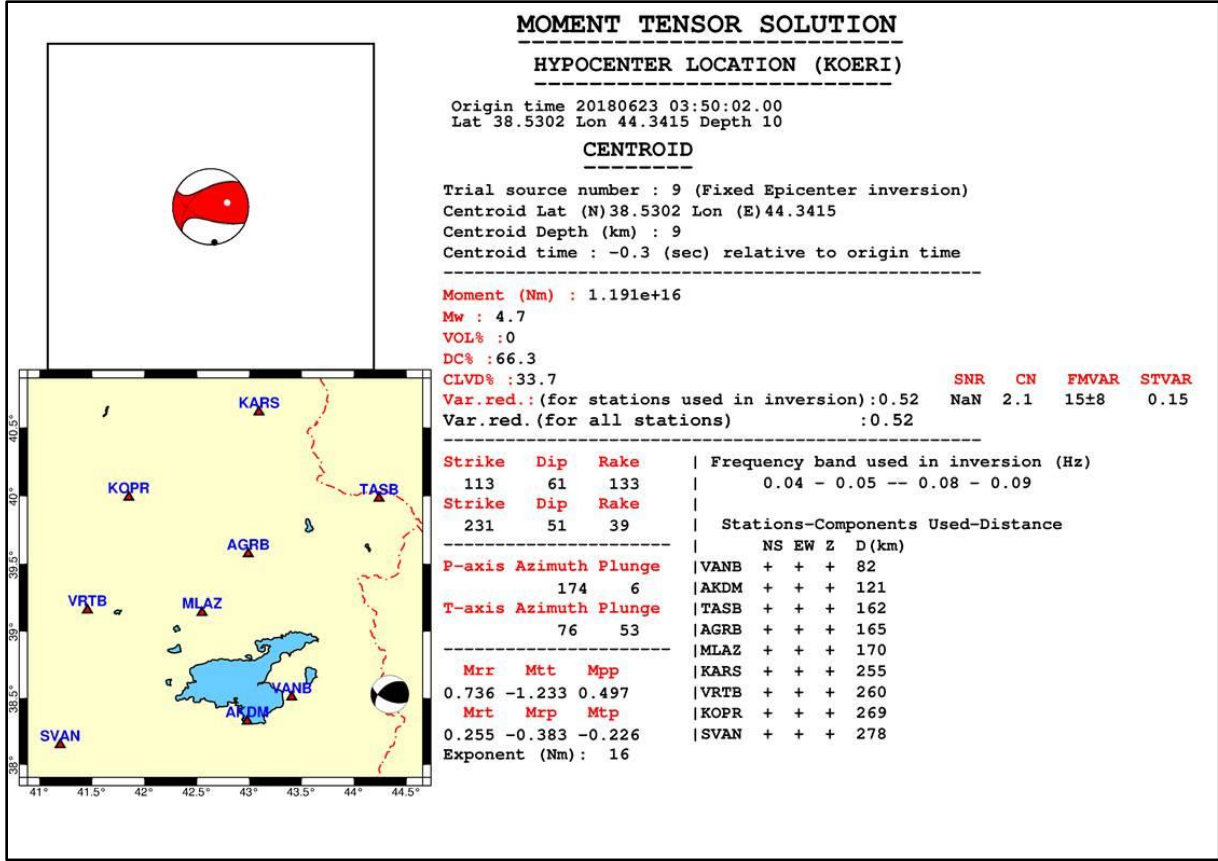 MOMENT TENSOR SOLUTION
HYPOCENTER LOCATION (KOERI)
Origin time 20180623 03:50:02.00
Lat 38.5302 Lon 44.3415 Depth 10
CENTROID
Trial source number : 9 (Fixed Epicenter inversion)
Centroid Lat (N)38.5302 Lon (E)44.3415
Centroid Depth (km) : 9
Centroid time : -0.3 (sec) relative to origin time
Moment (Nm) : 1.191e+16
Mw : 4.7
VOL% :0
DC% :66.3
CLVD% :33.7
SNR CN FMVAR STVAR
Var.red.:(for stations used in inversion):0.52 NaN 2.1 15±8 0.15
Var.red.(for all stations) :0.52
Strike Dip Rake
113 61 133
Strike Dip Rake
231 51 39
P-axis Azimuth Plunge
174 6
T-axis Azimuth Plunge
76 53
Mrr Mtt Mpp
0.736 -1.233 0.497
Mrt Mrp Mtp
0.255 -0.383 -0.226
Exponent (Nm): 16
| Frequency band used in inversion (Hz)
| 0.04 - 0.05 -- 0.08 - 0.09
|
| Stations-Components Used-Distance
| NS EW Z D(km)
|VANB + + + 82
|AKDM + + + 121
|TASB + + + 162
|AGRB + + + 165
|MLAZ + + + 170
|KARS + + + 255
|VRTB + + + 260
|KOPR + + + 269
|SVAN + + + 278
KARS
KOPR
TASB
AGRB
VRTB
MLAZ
VANB
AKDM
SVAN
40.5°
40°
39.5°
39°
38.5°
38°
41° 41.5° 42° 42.5° 43° 43.5° 44° 44.5°